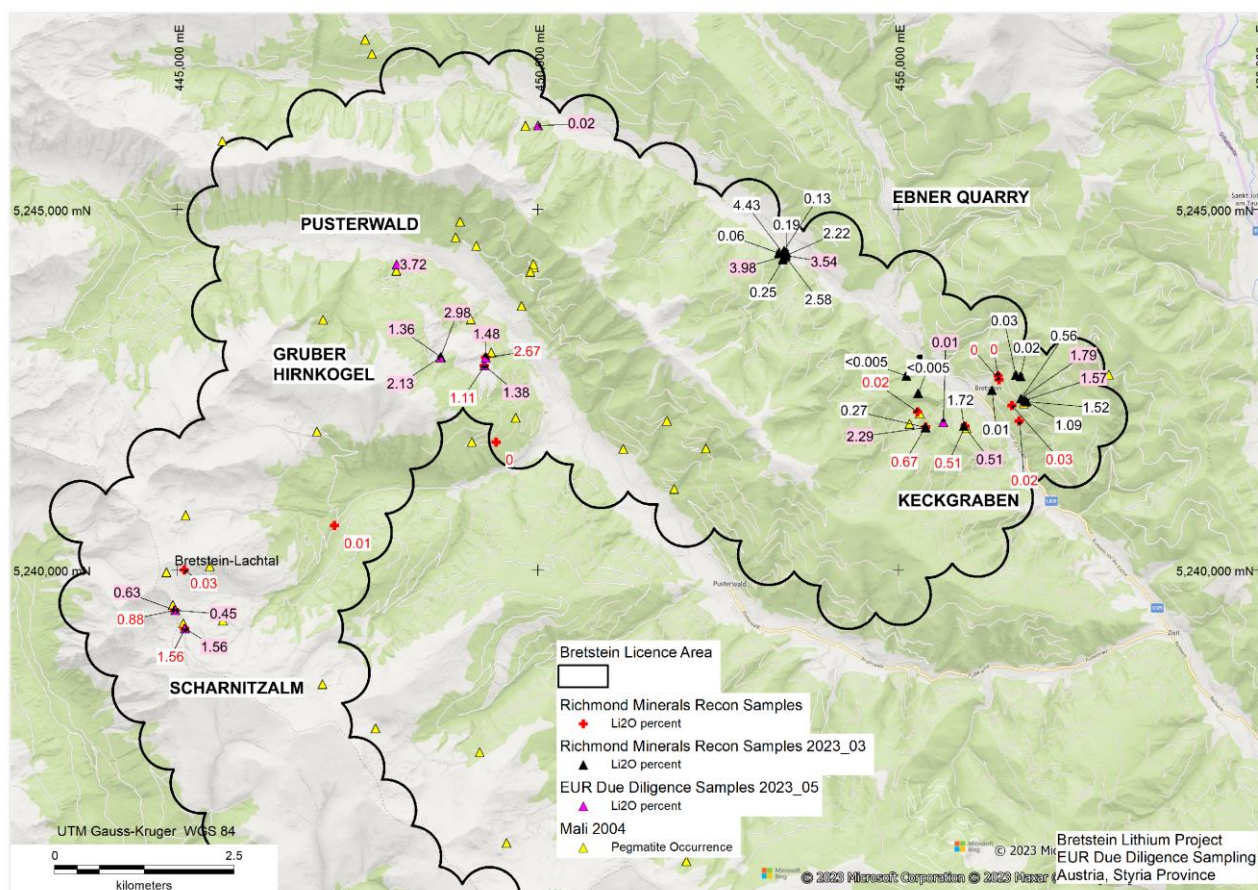 445,000 mE
450,000 mE
455,000 mE
0.02
5,245,000 mN
5,245,000 mN
EBNER QUARRY
PUSTERWALD
4.43
0.13
0.19
0.06
2.22
3.98
3.54
0.25
2.58
3.72
2.98
1.36
1.48
2.67
2.13
1.38
1.11
GRUBER
HIRNKOGEL
0.03
0.56
0.01
0
0
0.02
1.79
<0.005
<0.005
1.57
0.02
Bretstein
1.72
1.52
0.27
1.09
0.01
2.29
0.67
0.51
0.51
0.03
0.02
KECKGRABEN
0
0.01
Bretstein-Lachtal
0.03
5,240,000 mN
5,240,000 mN
0.63
0.88
0.45
1.56
1.56
SCHARNITZALM
Pusterwald
Zistl
Bretstein Licence Area
Richmond Minerals Recon Samples
Li2O percent
Richmond Minerals Recon Samples 2023_03
Li2O percent
EUR Due Diligence Samples 2023_05
Li2O percent
Mali 2004
Pegmatite Occurrence
UTM Gauss-Kruger WGS 84
0 2.5
kilometers
Microsoft
Bing
© 2023 Mic
Microsoft
Bing
© 2023 Microsoft Corporation © 2023 Maxar
Bretstein Lithium Project
EUR Due Diligence Sampling
Austria, Styria Province